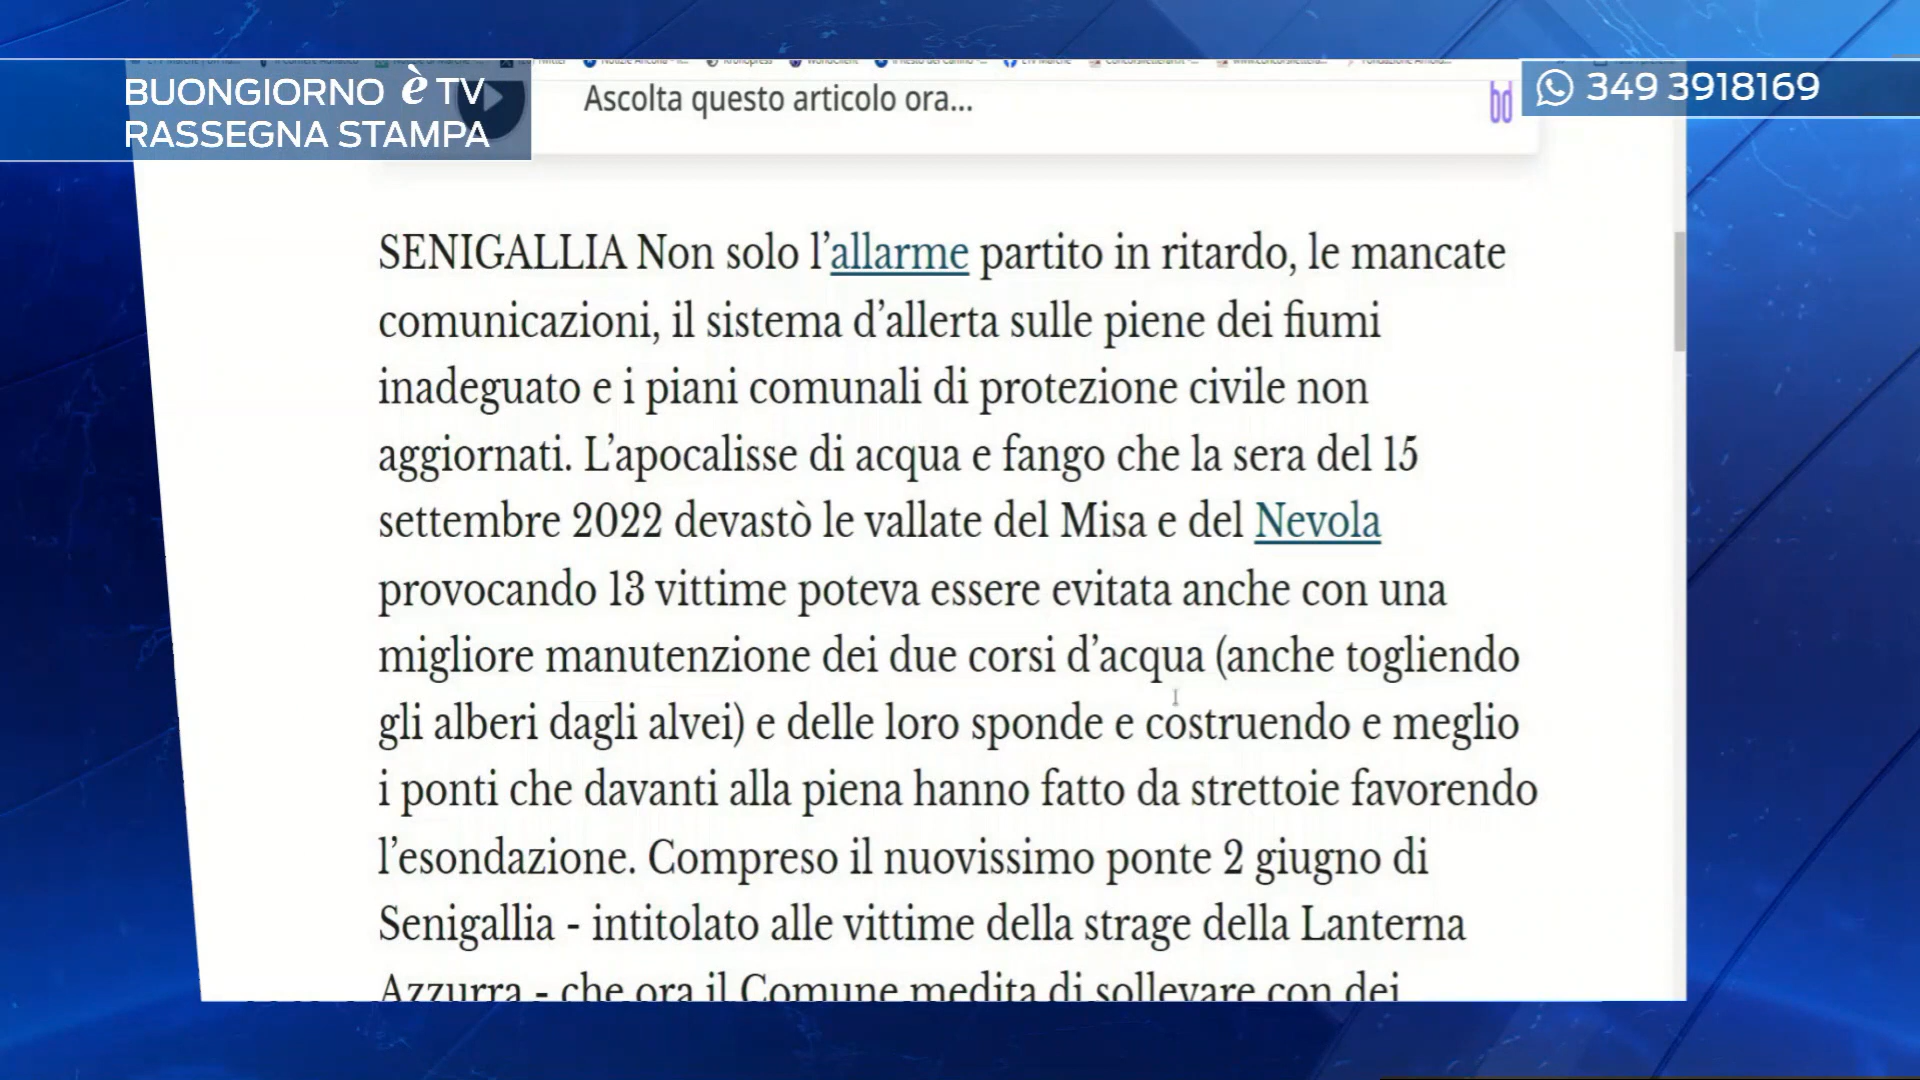 BUONGIORNO è TV
RASSEGNA STAMPA
349 3918169
Ascolta questo articolo ora...
bd
SENIGALLIA Non solo l’allarme partito in ritardo, le mancate
comunicazioni, il sistema d’allerta sulle piene dei fiumi
inadeguato e i piani comunali di protezione civile non
aggiornati. L’apocalisse di acqua e fango che la sera del 15
settembre 2022 devastò le vallate del Misa e del Nevola
provocando 13 vittime poteva essere evitata anche con una
migliore manutenzione dei due corsi d’acqua (anche togliendo
gli alberi dagli alvei) e delle loro sponde e costruendo e meglio
i ponti che davanti alla piena hanno fatto da strettoie favorendo
l’esondazione. Compreso il nuovissimo ponte 2 giugno di
Senigallia - intitolato alle vittime della strage della Lanterna
Azzurra - che ora il Comune medita di sollevare con dei